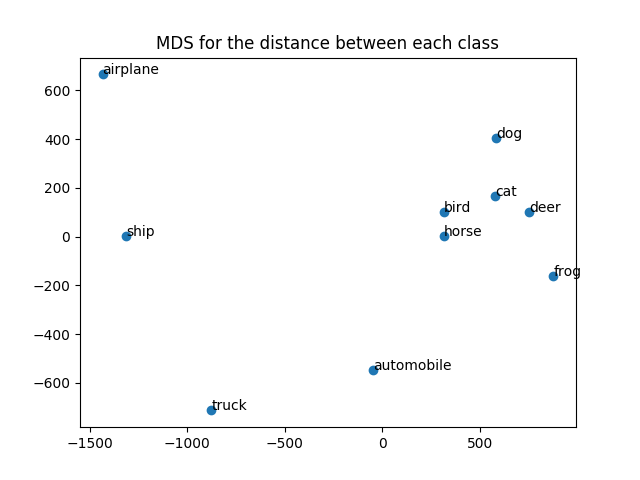 MDS for the distance between each class
airplane
600
400
dog
200
cat
bird
deer
0
ship
horse
−200
frog
−400
automobile
−600
truck
−1500
−1000
−500
0
500